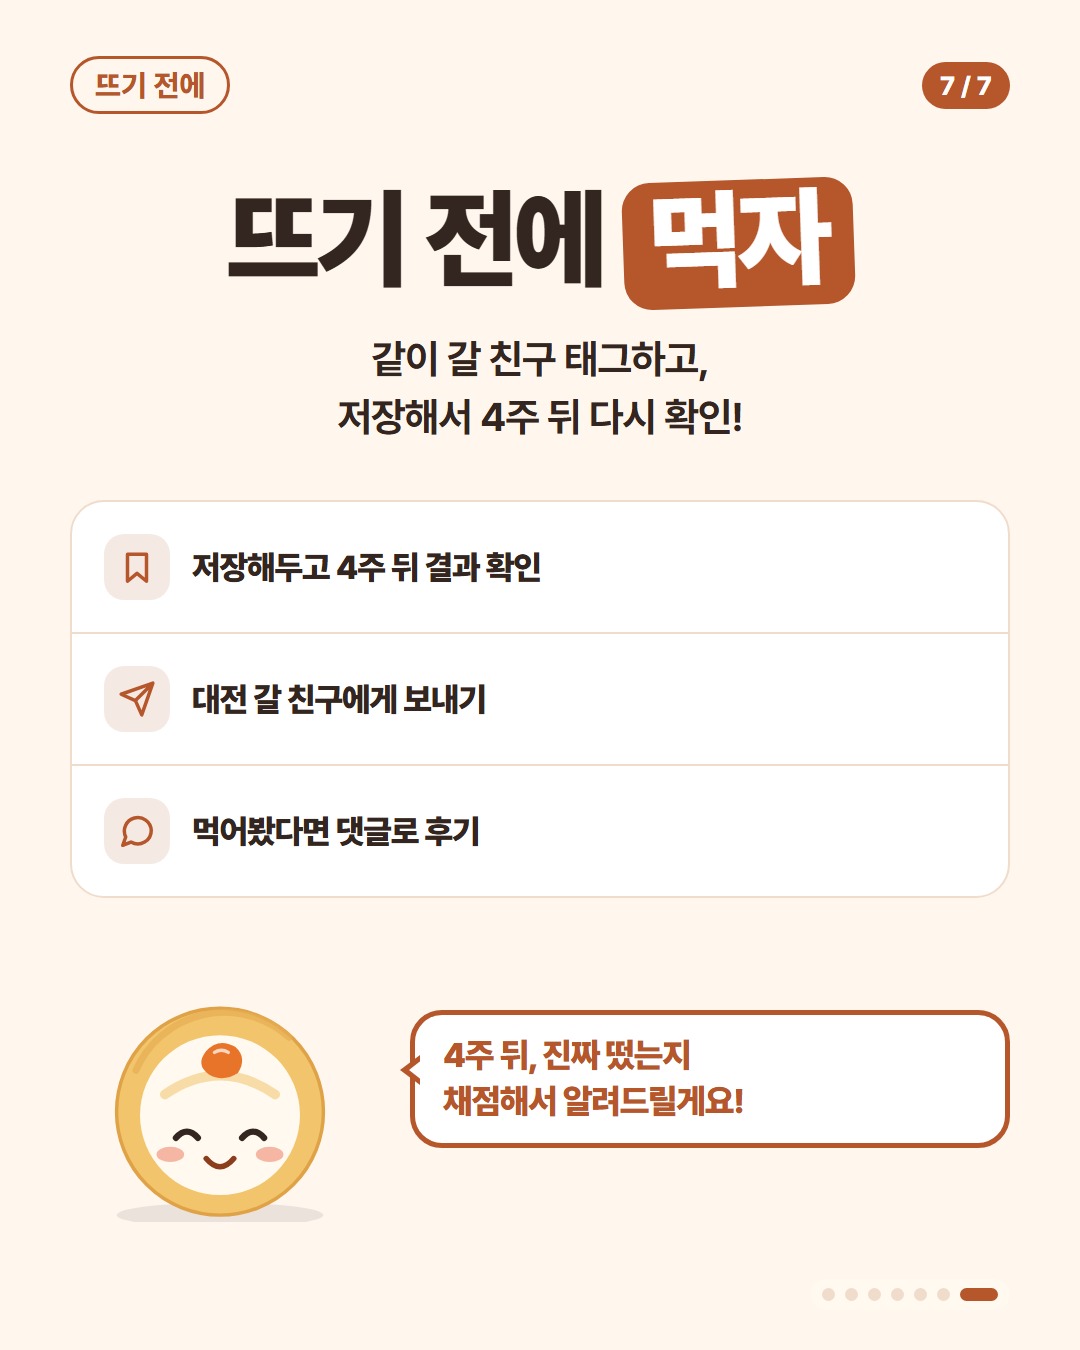 뜨기 전에
7 / 7
뜨기 전에 먹자
같이 갈 친구 태그하고,
저장해서 4주 뒤 다시 확인!
저장해두고 4주 뒤 결과 확인
대전 갈 친구에게 보내기
먹어봤다면 댓글로 후기
4주 뒤, 진짜 떴는지
채점해서 알려드릴게요!